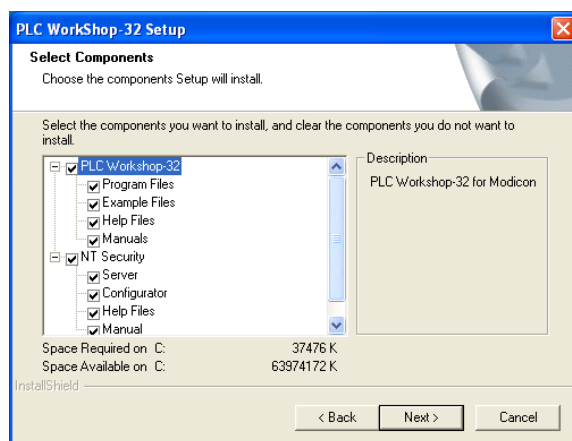 PLC WorkShop-32 Setup
Select Components
Choose the components Setup will install.
Select the components you want to install, and clear the components you do not want to
install.
PLC Workshop-32
Program Files
Example Files
Help Files
Manuals
NT Security
Server
Configurator
Help Files
Manual
Description
PLC Workshop-32 for Modicon
Space Required on C: 37476 K
Space Available on C: 63974172 K
InstallShield
< Back Next > Cancel